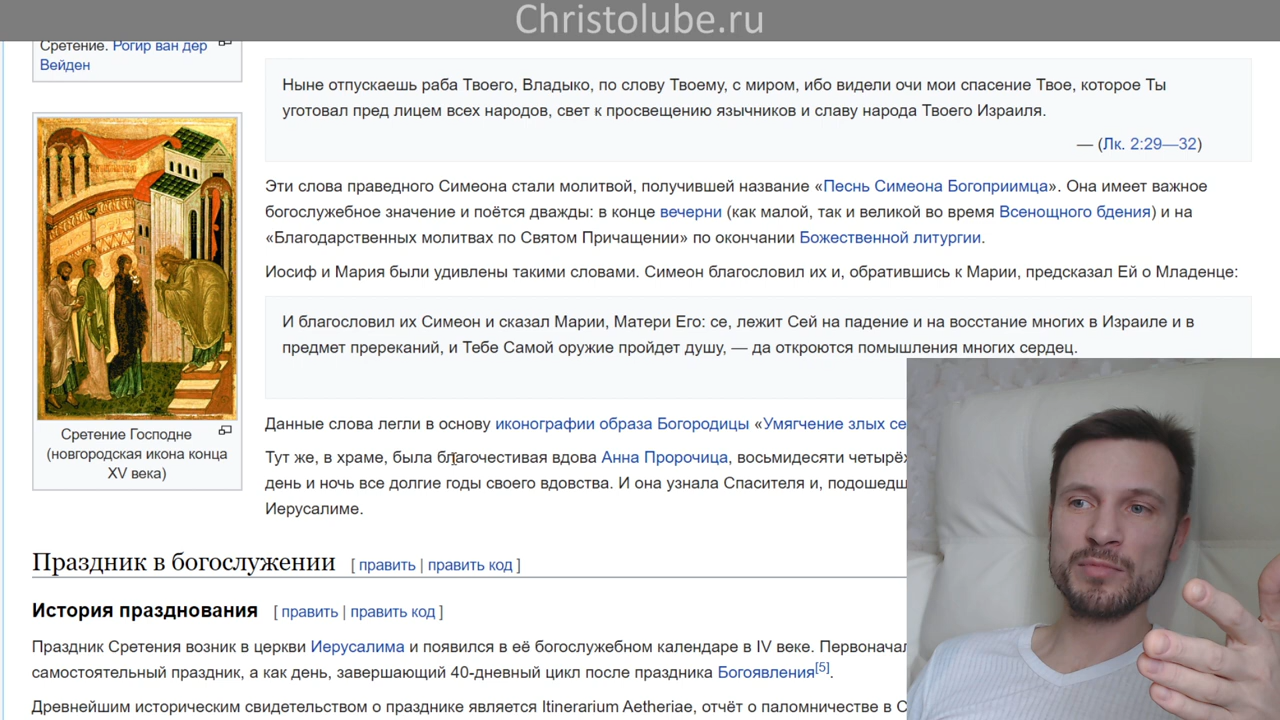 Christolube.ru
Сретение. Рогир ван дер
Вейден
Сретение Господне
(новгородская икона конца
XV века)
Ныне отпускаешь раба Твоего, Владыко, по слову Твоему, с миром, ибо видели очи мои спасение Твое, которое Ты
уготовал пред лицем всех народов, свет к просвещению язычников и славу народа Твоего Израиля.
— (Лк. 2:29—32)
Эти слова праведного Симеона стали молитвой, получившей название «Песнь Симеона Богоприимца». Она имеет важное
богослужебное значение и поётся дважды: в конце вечерни (как малой, так и великой во время Всенощного бдения) и на
«Благодарственных молитвах по Святом Причащении» по окончании Божественной литургии.
Иосиф и Мария были удивлены такими словами. Симеон благословил их и, обратившись к Марии, предсказал Ей о Младенце:
И благословил их Симеон и сказал Марии, Матери Его: се, лежит Сей на падение и на восстание многих в Израиле и в
предмет пререканий, и Тебе Самой оружие пройдет душу, — да откроются помышления многих сердец.
Данные слова легли в основу иконографии образа Богородицы «Умягчение злых се
Тут же, в храме, была благочестивая вдова Анна Пророчица, восьмидесяти четырёх
день и ночь все долгие годы своего вдовства. И она узнала Спасителя и, подошедш
Иерусалиме.
Праздник в богослужении [ править | править код ]
История празднования [ править | править код ]
Праздник Сретения возник в церкви Иерусалима и появился в её богослужебном календаре в IV веке. Первоначал
самостоятельный праздник, а как день, завершающий 40-дневный цикл после праздника Богоявления[5].
Древнейшим историческим свидетельством о празднике является Itinerarium Aetheriae, отчёт о паломничестве в С